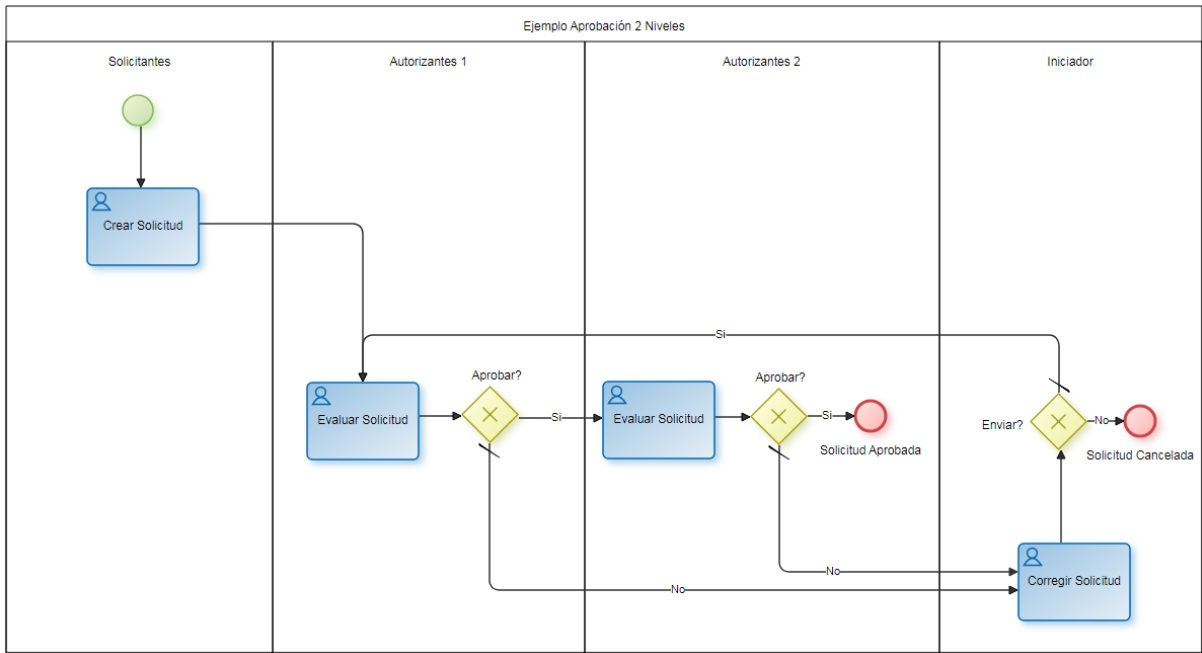 Ejemplo Aprobación 2 Niveles
Solicitantes
Autorizantes 1
Autorizantes 2
Iniciador
Crear Solicitud
Si
Aprobar?
Aprobar?
Evaluar Solicitud
Si
Evaluar Solicitud
Si
Enviar?
No
Solicitud Aprobada
Solicitud Cancelada
No
Corregir Solicitud
No